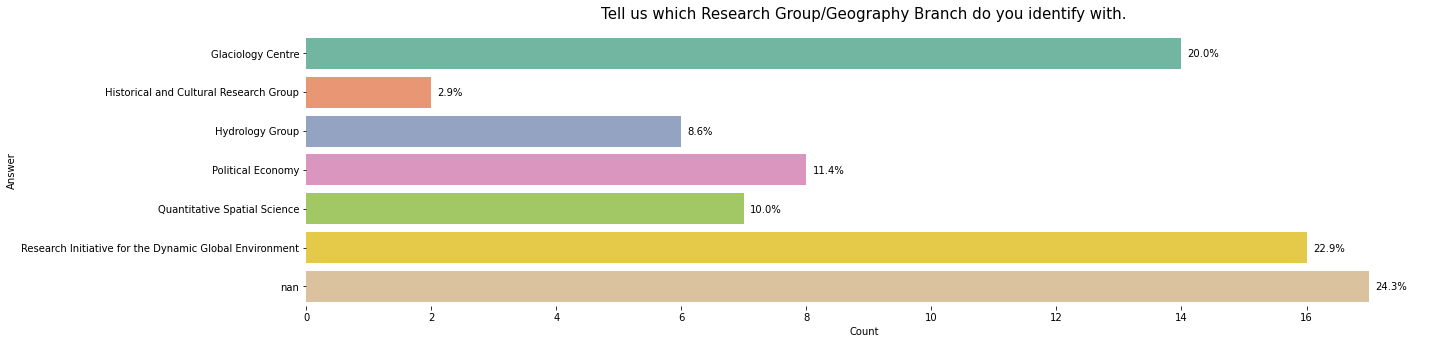 Tell us which Research Group/Geography Branch do you identify with.
Glaciology Centre
20.0%
Historical and Cultural Research Group
2.9%
Hydrology Group
8.6%
Answer
Political Economy
11.4%
Quantitative Spatial Science
10.0%
Research Initiative for the Dynamic Global Environment
22.9%
nan
24.3%
0 2 4 6 8 10 12 14 16
Count